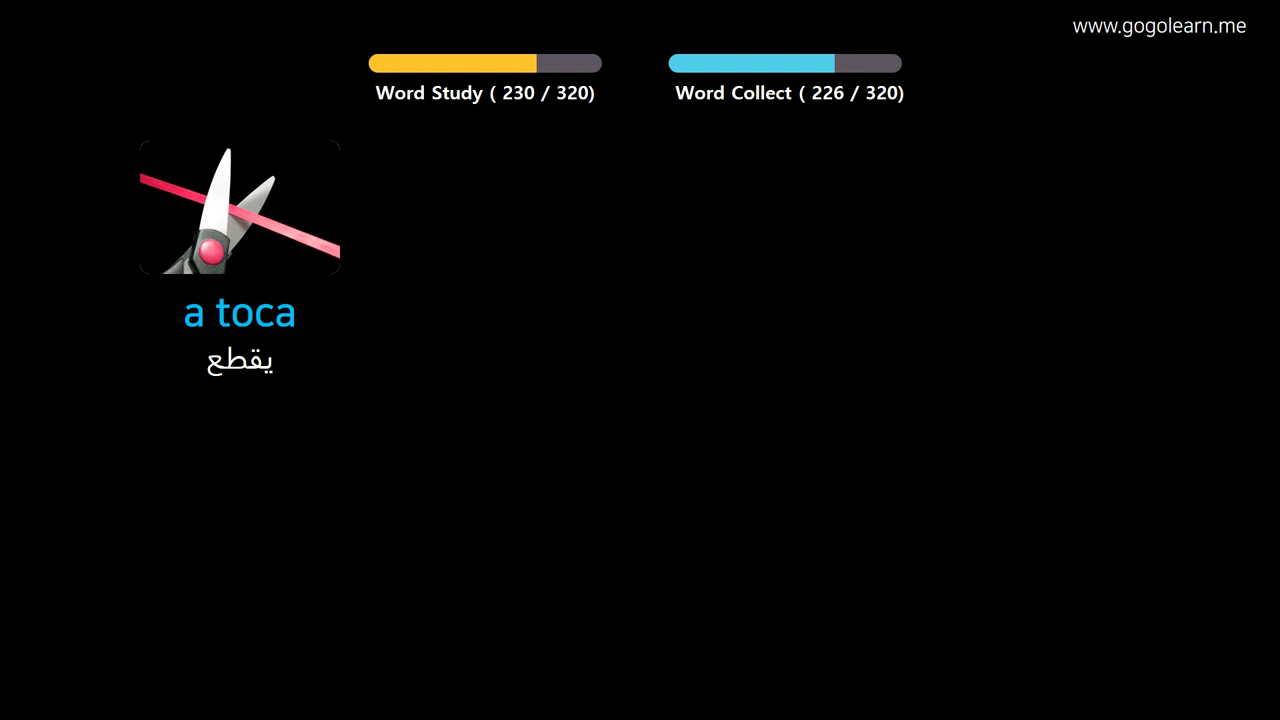 www.gogolearn.me
Word Study ( 230 / 320)
Word Collect ( 226 / 320)
a toca
يقطع